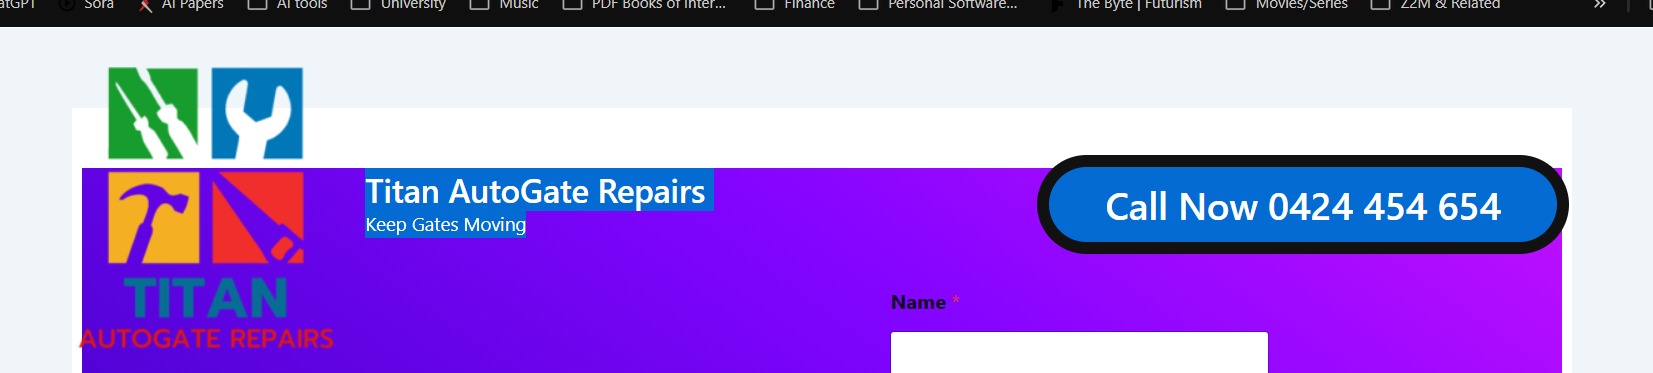 atGPT Sora AI Papers AI tools University Music PDF Books of Inter... Finance Personal Software... The Byte | Futurism Movies/Series Z2M & Related »
Titan AutoGate Repairs
Keep Gates Moving
Call Now 0424 454 654
TITAN
AUTOGATE REPAIRS
Name *